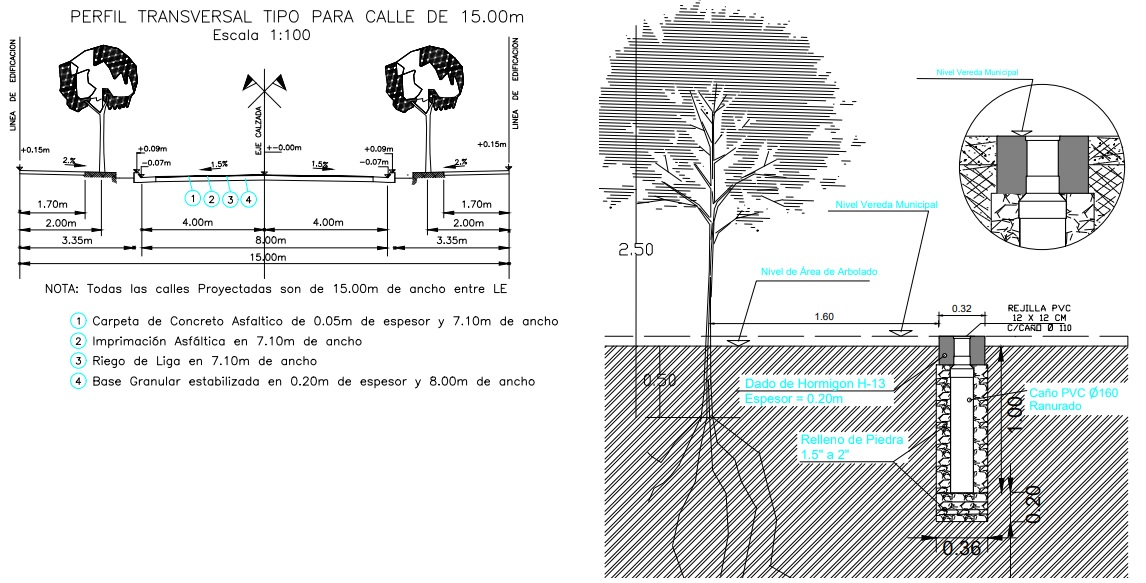 PERFIL TRANSVERSAL TIPO PARA CALLE DE 15.00m
Escala 1:100
LINEA DE EDIFICACION
EJE CALZADA
LINEA DE EDIFICACION
+0.15m
2.%
+0.09m
-0.07m
1.5%
+-0.00m
1.5%
+0.09m
-0.07m
2.%
+0.15m
1 2 3 4
1.70m
1.70m
2.00m
4.00m
4.00m
2.00m
3.35m
8.00m
3.35m
15.00m
NOTA: Todas las calles Proyectadas son de 15.00m de ancho entre LE
1 Carpeta de Concreto Asfaltico de 0.05m de espesor y 7.10m de ancho
2 Imprimación Asfáltica en 7.10m de ancho
3 Riego de Liga en 7.10m de ancho
4 Base Granular estabilizada en 0.20m de espesor y 8.00m de ancho
Nivel Vereda Municipal
Nivel Vereda Municipal
2.50
Nivel de Área de Arbolado
1.60
0.32
REJILLA PVC
12 X 12 CM
C/CAÑO Ø 110
0.50
Dado de Hormigon H-13
Espesor = 0.20m
Caño PVC Ø160
Ranurado
1.00
Relleno de Piedra
1.5" a 2"
0.20
0.36